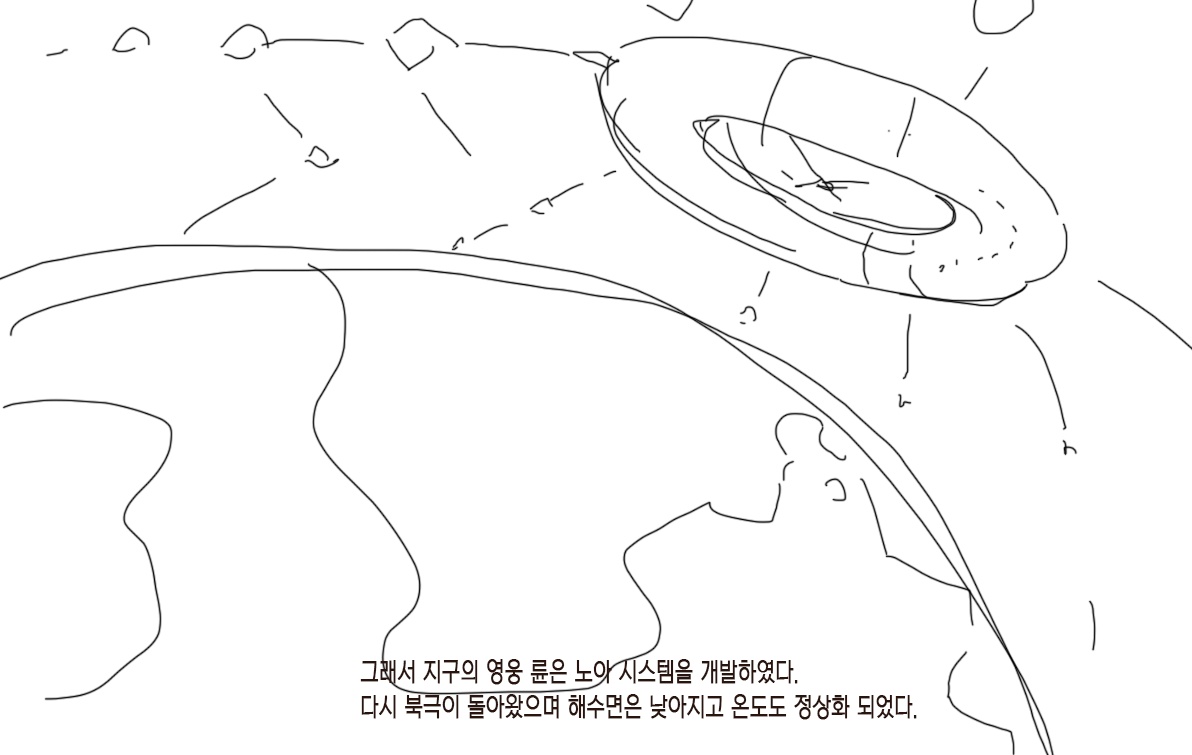 그래서 지구의 영웅 륜은 노아 시스템을 개발하였다.
다시 북극이 돌아왔으며 해수면은 낮아지고 온도도 정상화 되었다.